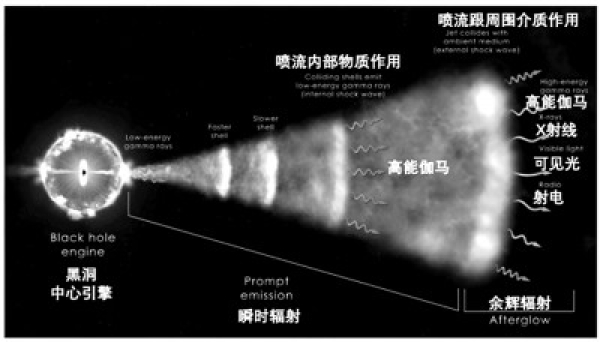 喷流跟周围介质作用
Jet collides with
ambient medium
(external shock wave)
喷流内部物质作用
Colliding shells emit
low-energy gamma rays
(internal shock wave)
High-energy
gamma rays
高能伽马
X-rays
X射线
Visible light
可见光
Radio
射电
Low-energy
gamma rays
Faster
shell
Slower
shell
高能伽马
Black hole
engine
黑洞
中心引擎
Prompt
emission
瞬时辐射
余辉辐射
Afterglow